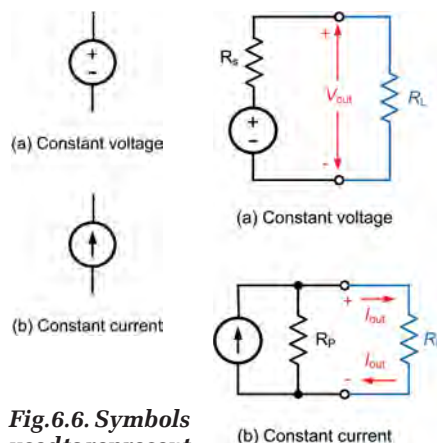 +
-
(a) Constant voltage
(b) Constant current
Fig.6.6. Symbols
Rs
+
-
+
Vout
-
RL
(a) Constant voltage
RP
+
Iout
Iout
-
(b) Constant current